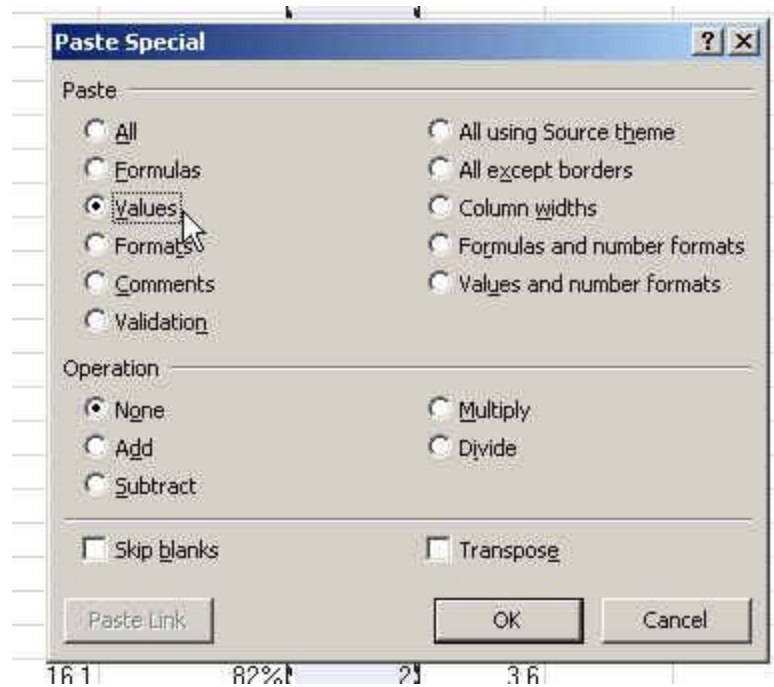 Paste Special
Paste
All
Formulas
Values
Formats
Comments
Validation
All using Source theme
All except borders
Column widths
Formulas and number formats
Values and number formats
Operation
None
Add
Subtract
Multiply
Divide
Skip blanks
Transpose
Paste Link
OK
Cancel
16.1 82% 2 3.6